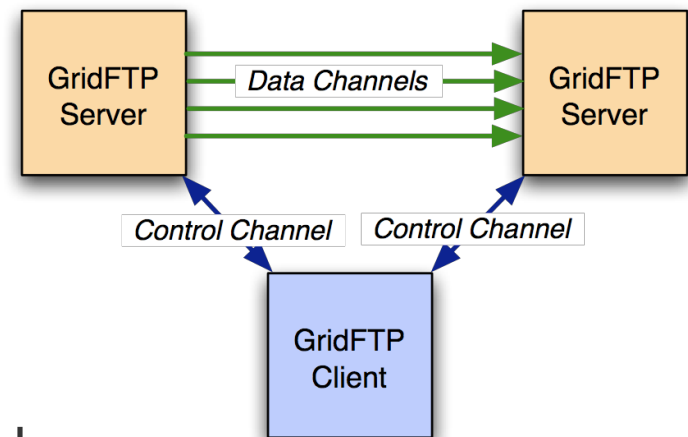 GridFTP
Server
Data Channels
GridFTP
Server
Control Channel
Control Channel
GridFTP
Client